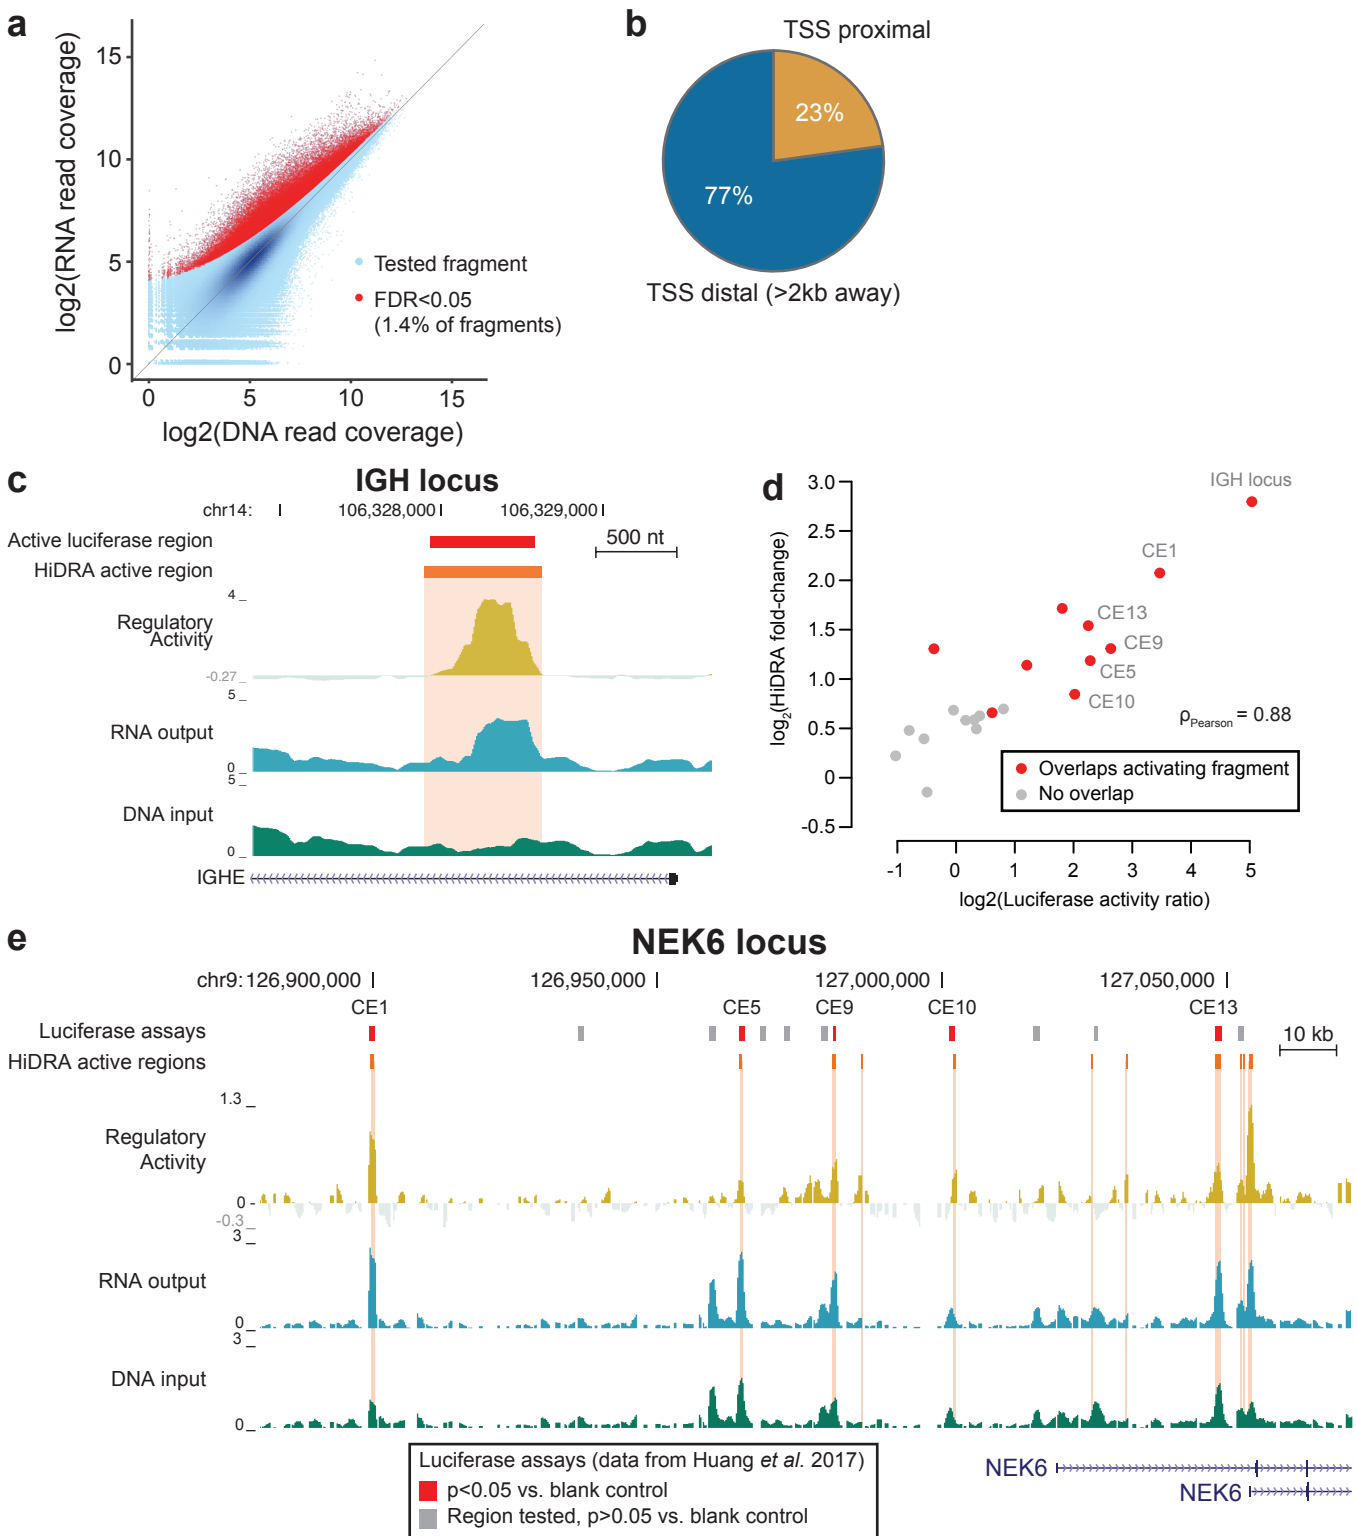 a
log2(RNA read coverage)
15
10
5
0
0 5 10 15
log2(DNA read coverage)
Tested fragment
FDR<0.05
(1.4% of fragments)
b
TSS proximal
23%
77%
TSS distal (>2kb away)
c
IGH locus
chr14: 106,328,000 106,329,000
Active luciferase region
500 nt
HiDRA active region
4
Regulatory
Activity
-0.27
5
RNA output
0
5
DNA input
0
IGHE
d
log2(HiDRA fold-change)
3.0
2.5
2.0
1.5
1.0
0.5
0
-0.5
IGH locus
CE1
CE13
CE9
CE5
CE10
ρPearson = 0.88
Overlaps activating fragment
No overlap
-1 0 1 2 3 4 5
log2(Luciferase activity ratio)
e
NEK6 locus
chr9: 126,900,000 126,950,000 127,000,000 127,050,000
CE1 CE5 CE9 CE10 CE13
Luciferase assays
10 kb
HiDRA active regions
1.3
Regulatory
Activity
0
-0.3
3
RNA output
0
3
DNA input
0
NEK6
NEK6
Luciferase assays (data from Huang et al. 2017)
p<0.05 vs. blank control
Region tested, p>0.05 vs. blank control